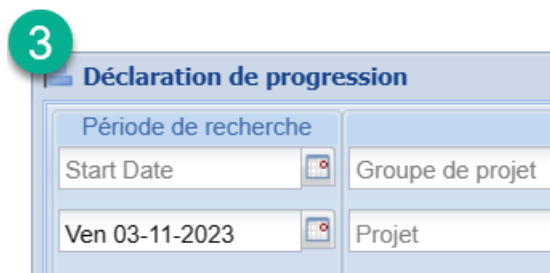 3
Déclaration de progression
Période de recherche
Start Date Groupe de projet
Ven 03-11-2023 Projet